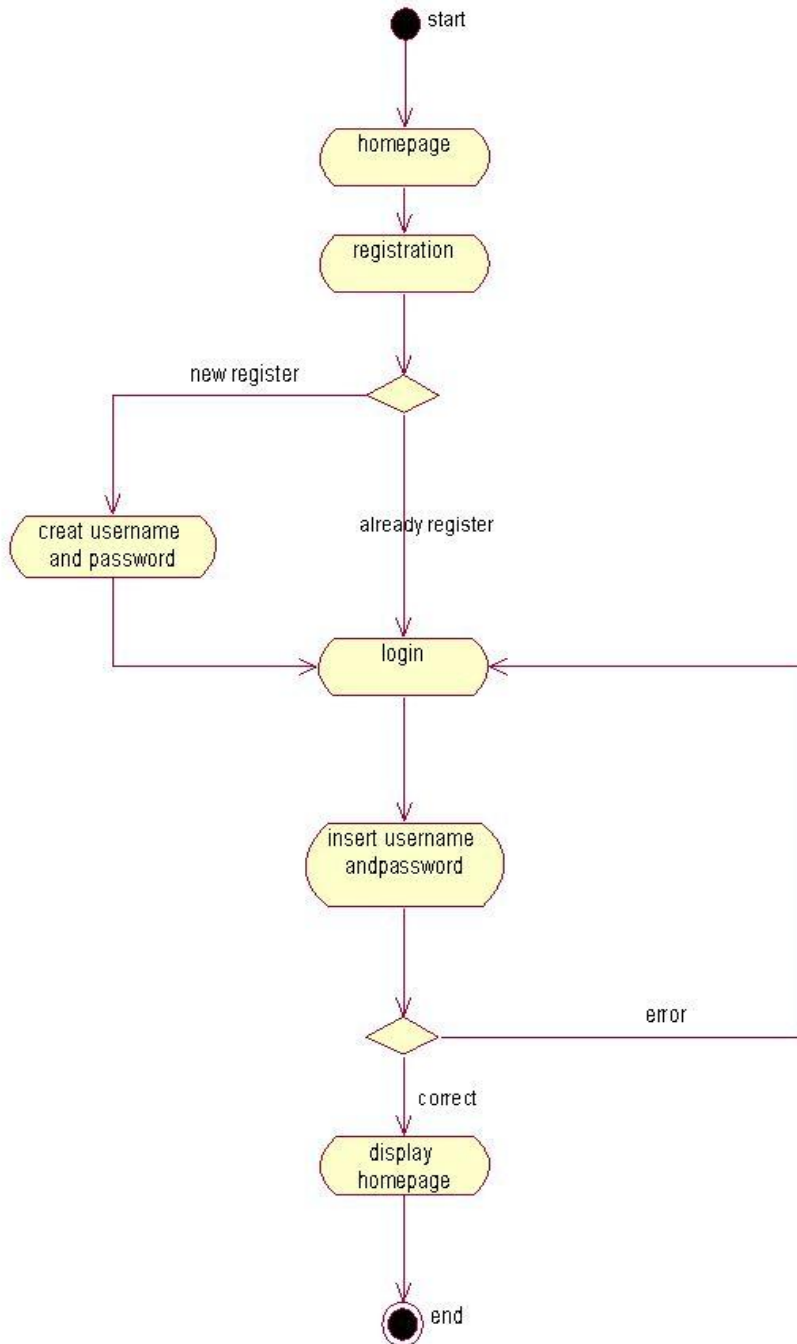 start
homepage
registration
new register
creat username
and password
already register
login
insert username
andpassword
error
correct
display
homepage
end